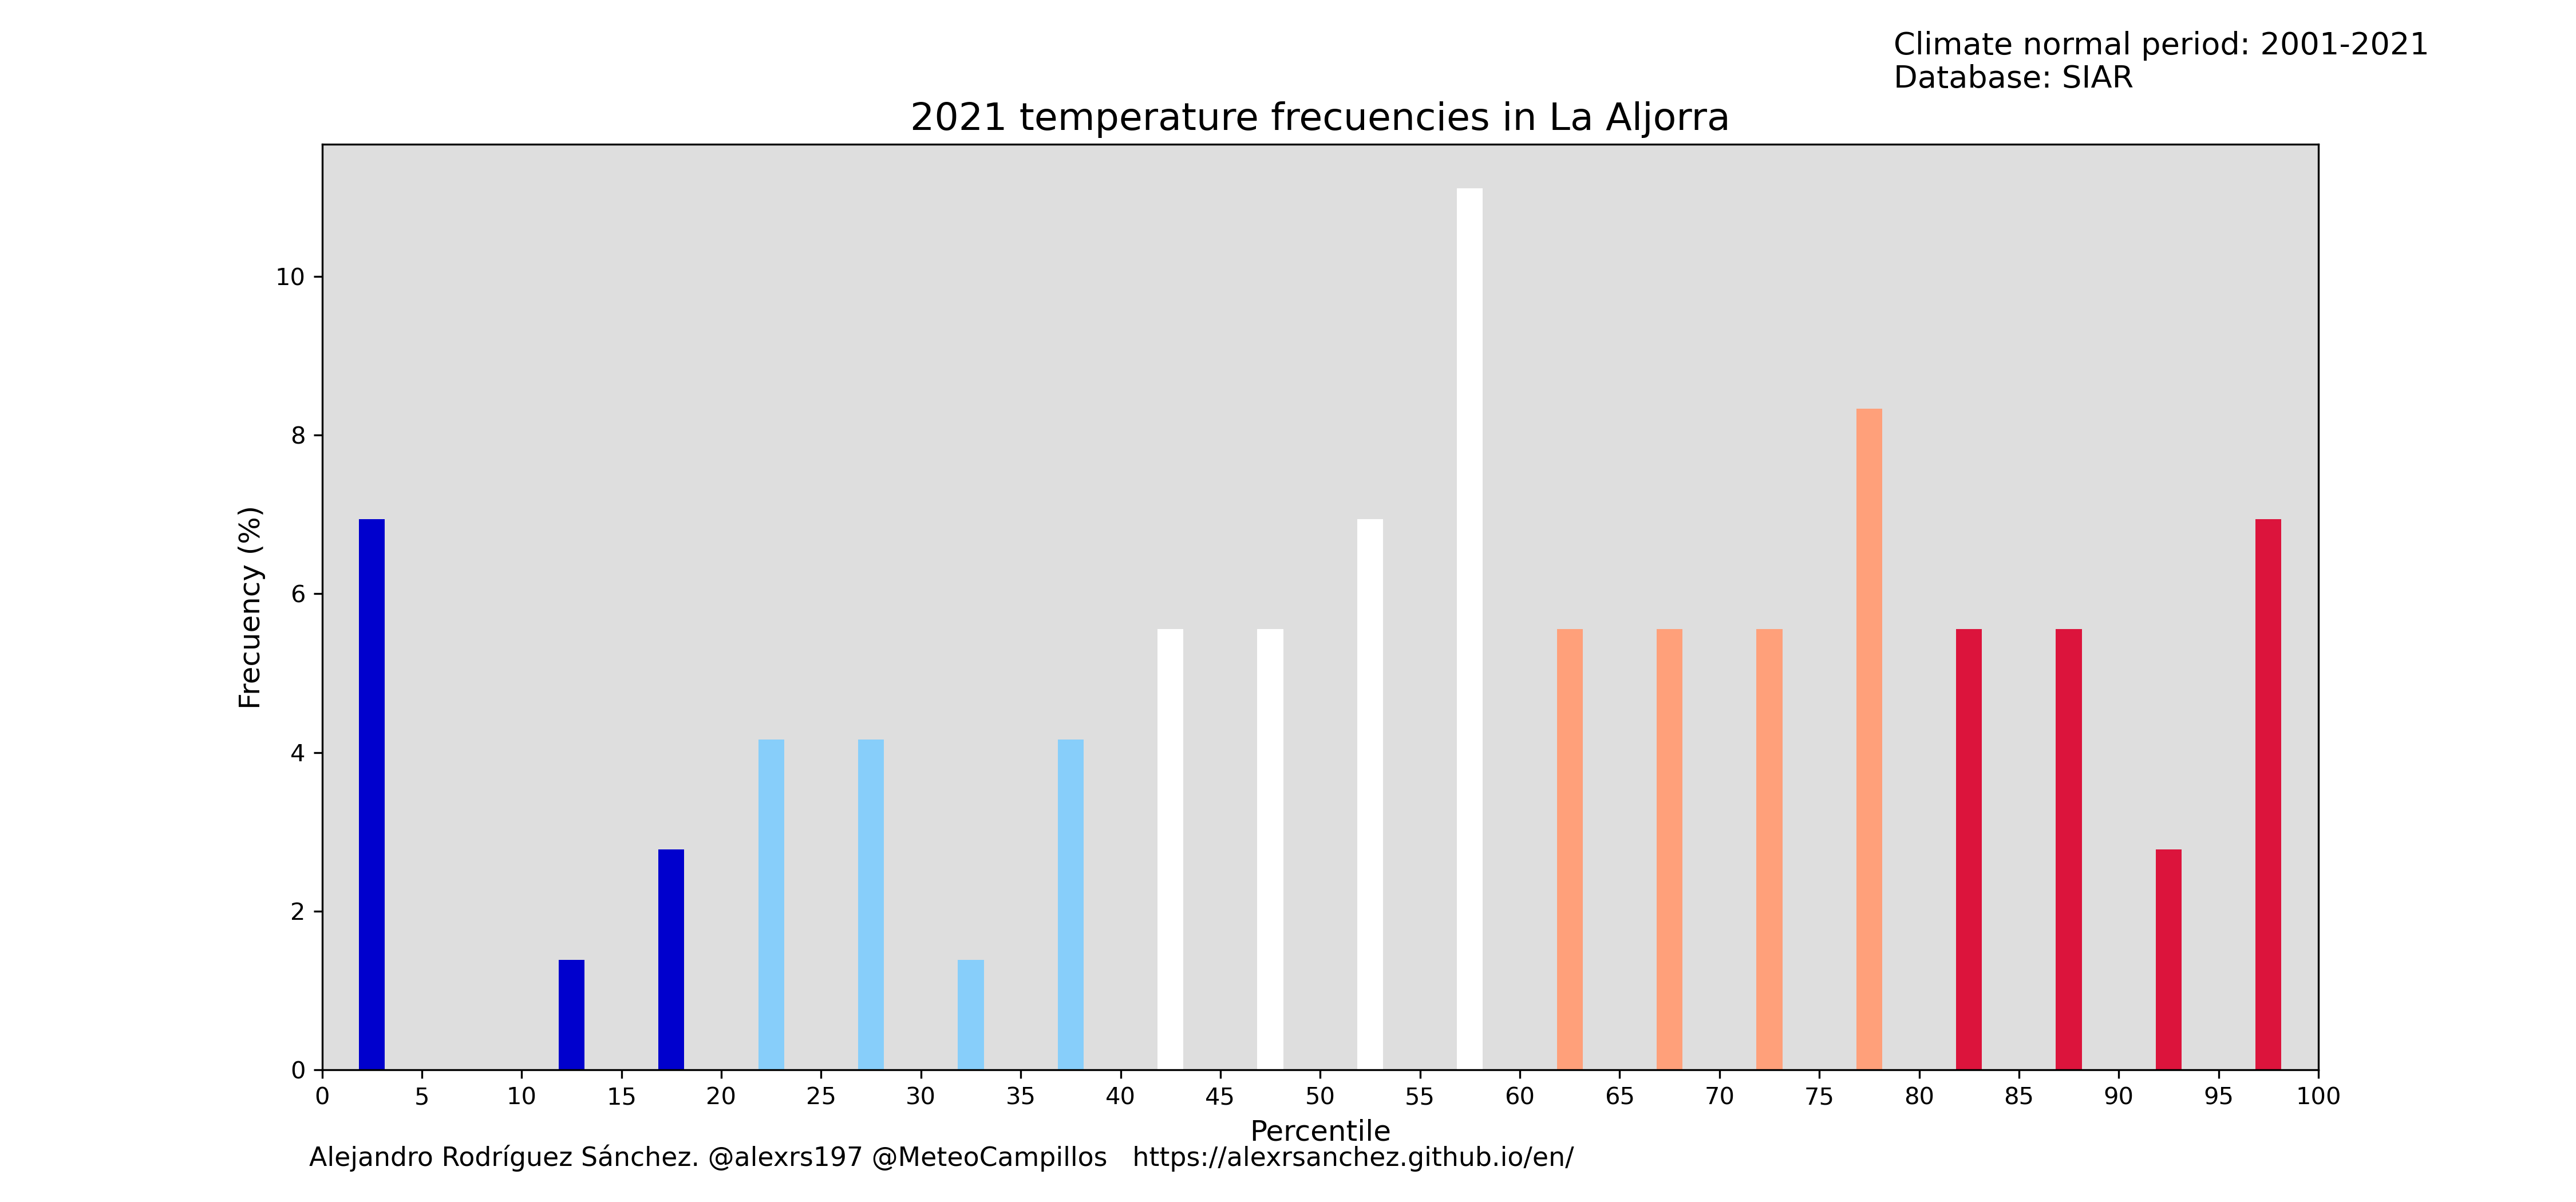 Climate normal period: 2001-2021
Database: SIAR
2021 temperature frecuencies in La Aljorra
Frecuency (%)
10
8
6
4
2
0
0 5 10 15 20 25 30 35 40 45 50 55 60 65 70 75 80 85 90 95 100
Percentile
Alejandro Rodríguez Sánchez. @alexrs197 @MeteoCampillos https://alexrsanchez.github.io/en/